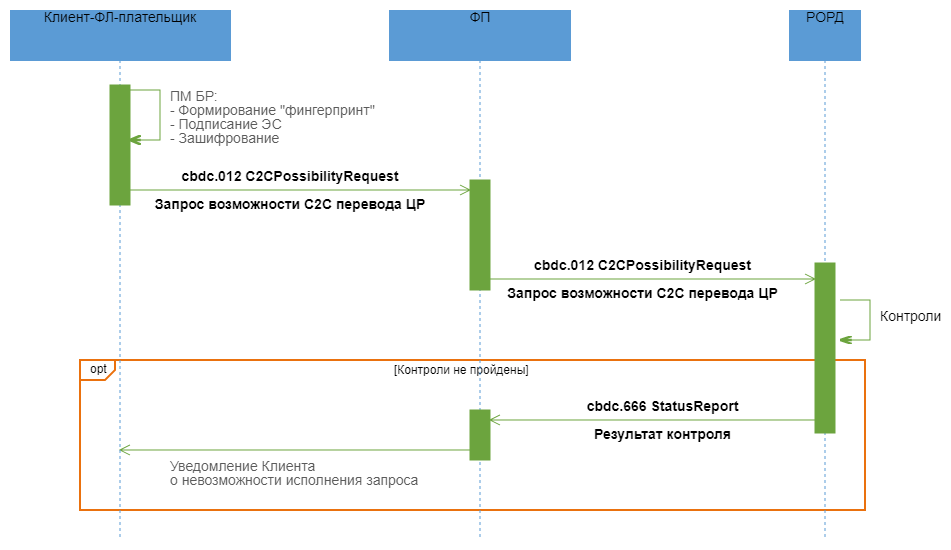 Клиент-ФЛ-плательщик
ФП
РОРД
ПМ БР:
- Формирование "фингерпринт"
- Подписание ЭС
- Зашифрование
cbdc.012 C2CPossibilityRequest
Запрос возможности С2С перевода ЦР
cbdc.012 C2CPossibilityRequest
Запрос возможности С2С перевода ЦР
Контроли
opt
[Контроли не пройдены]
cbdc.666 StatusReport
Результат контроля
Уведомление Клиента
о невозможности исполнения запроса